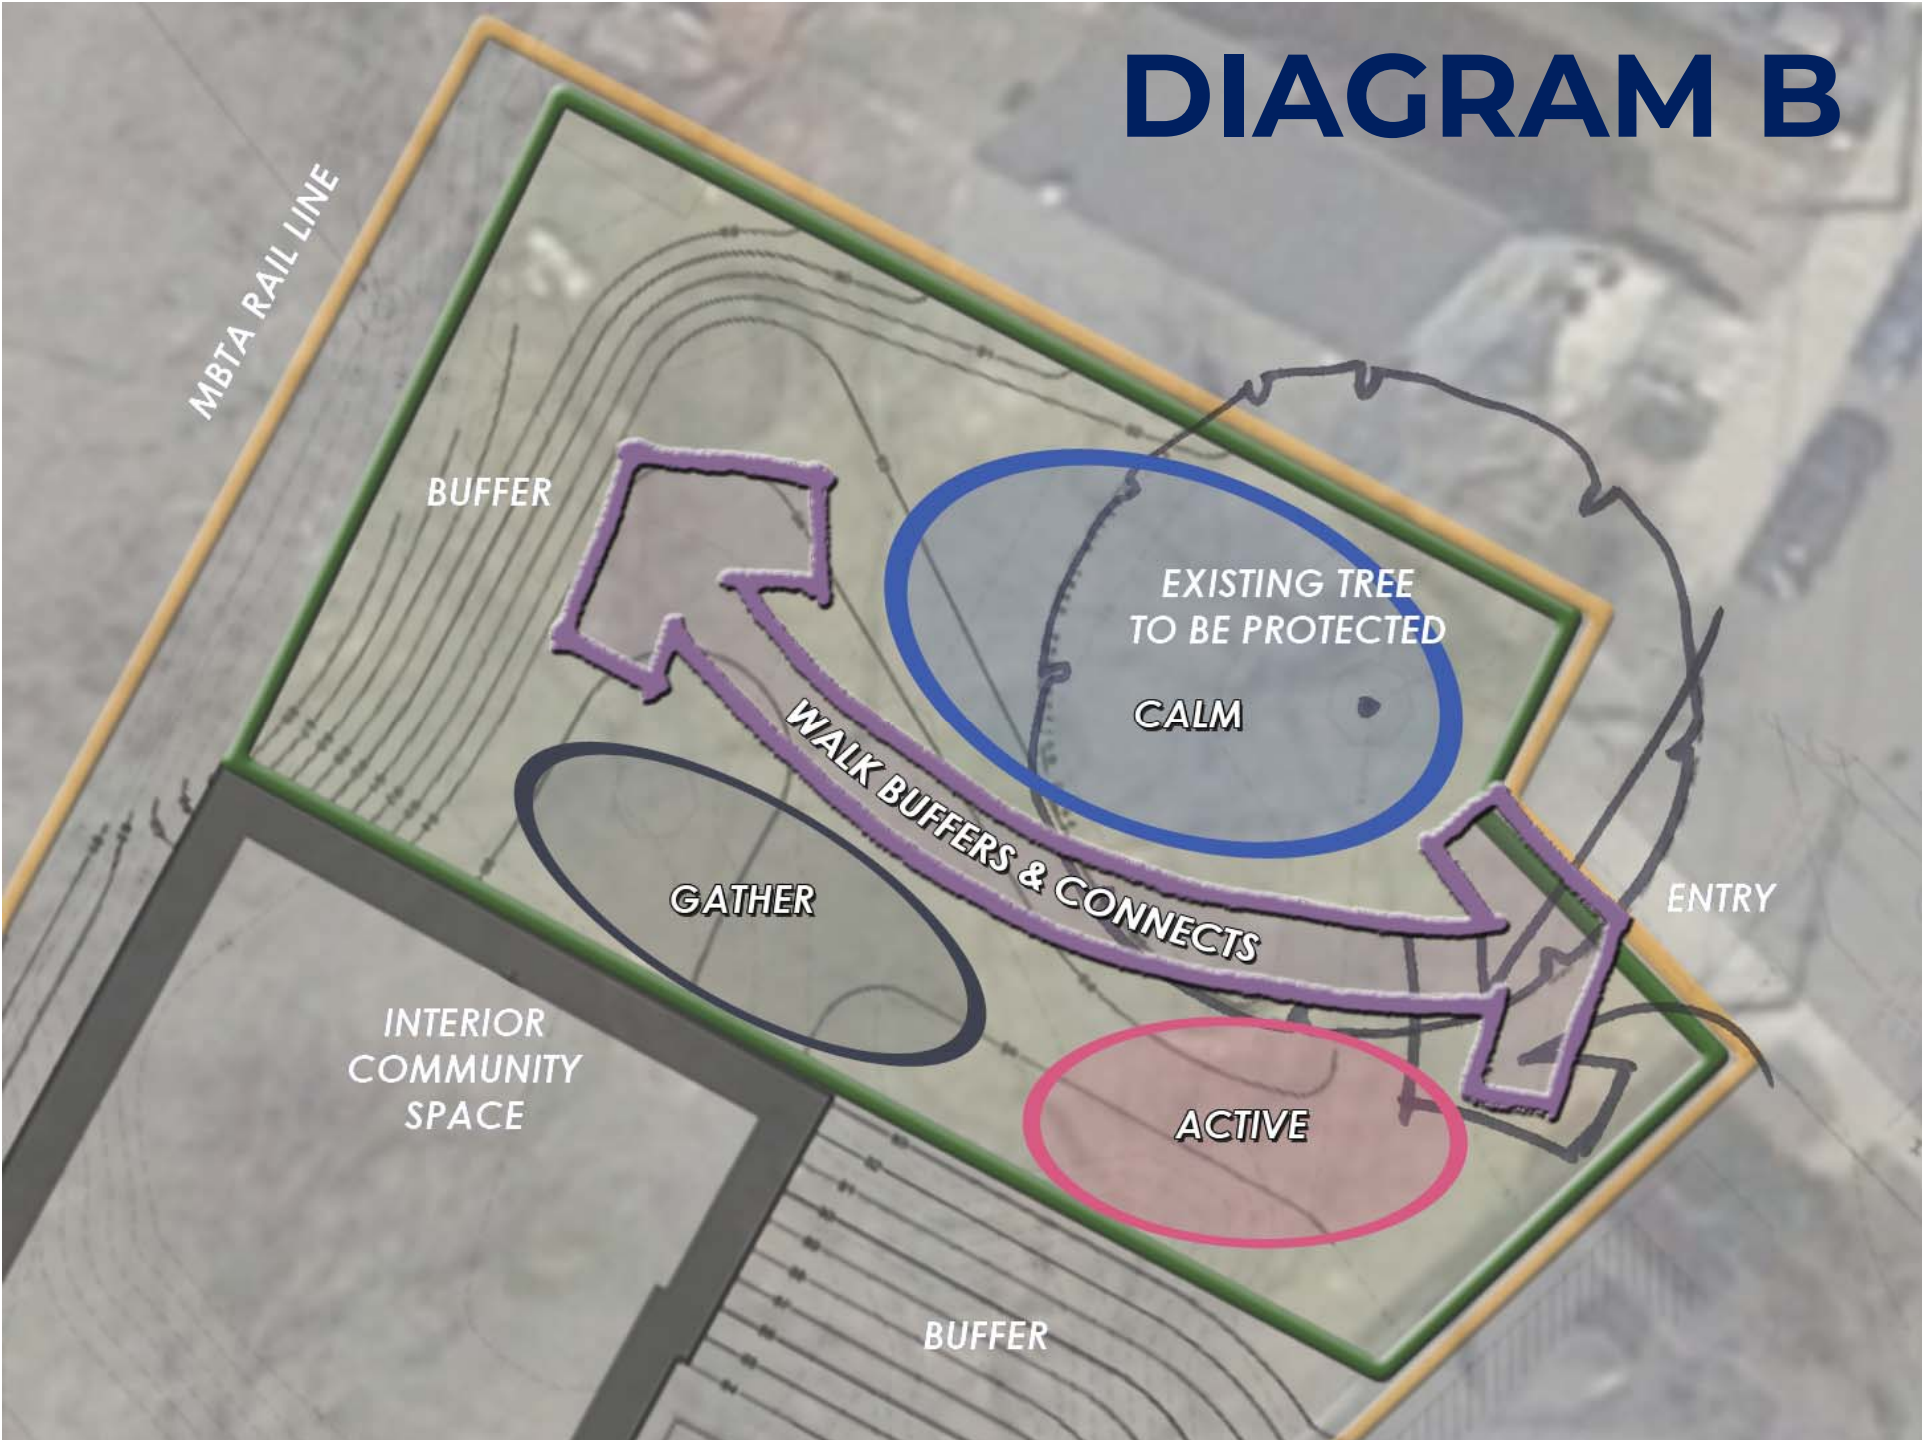 DIAGRAM B
MBTA RAIL LINE
BUFFER
EXISTING TREE
TO BE PROTECTED
CALM
WALK BUFFERS & CONNECTS
GATHER
ENTRY
INTERIOR
COMMUNITY
SPACE
ACTIVE
BUFFER